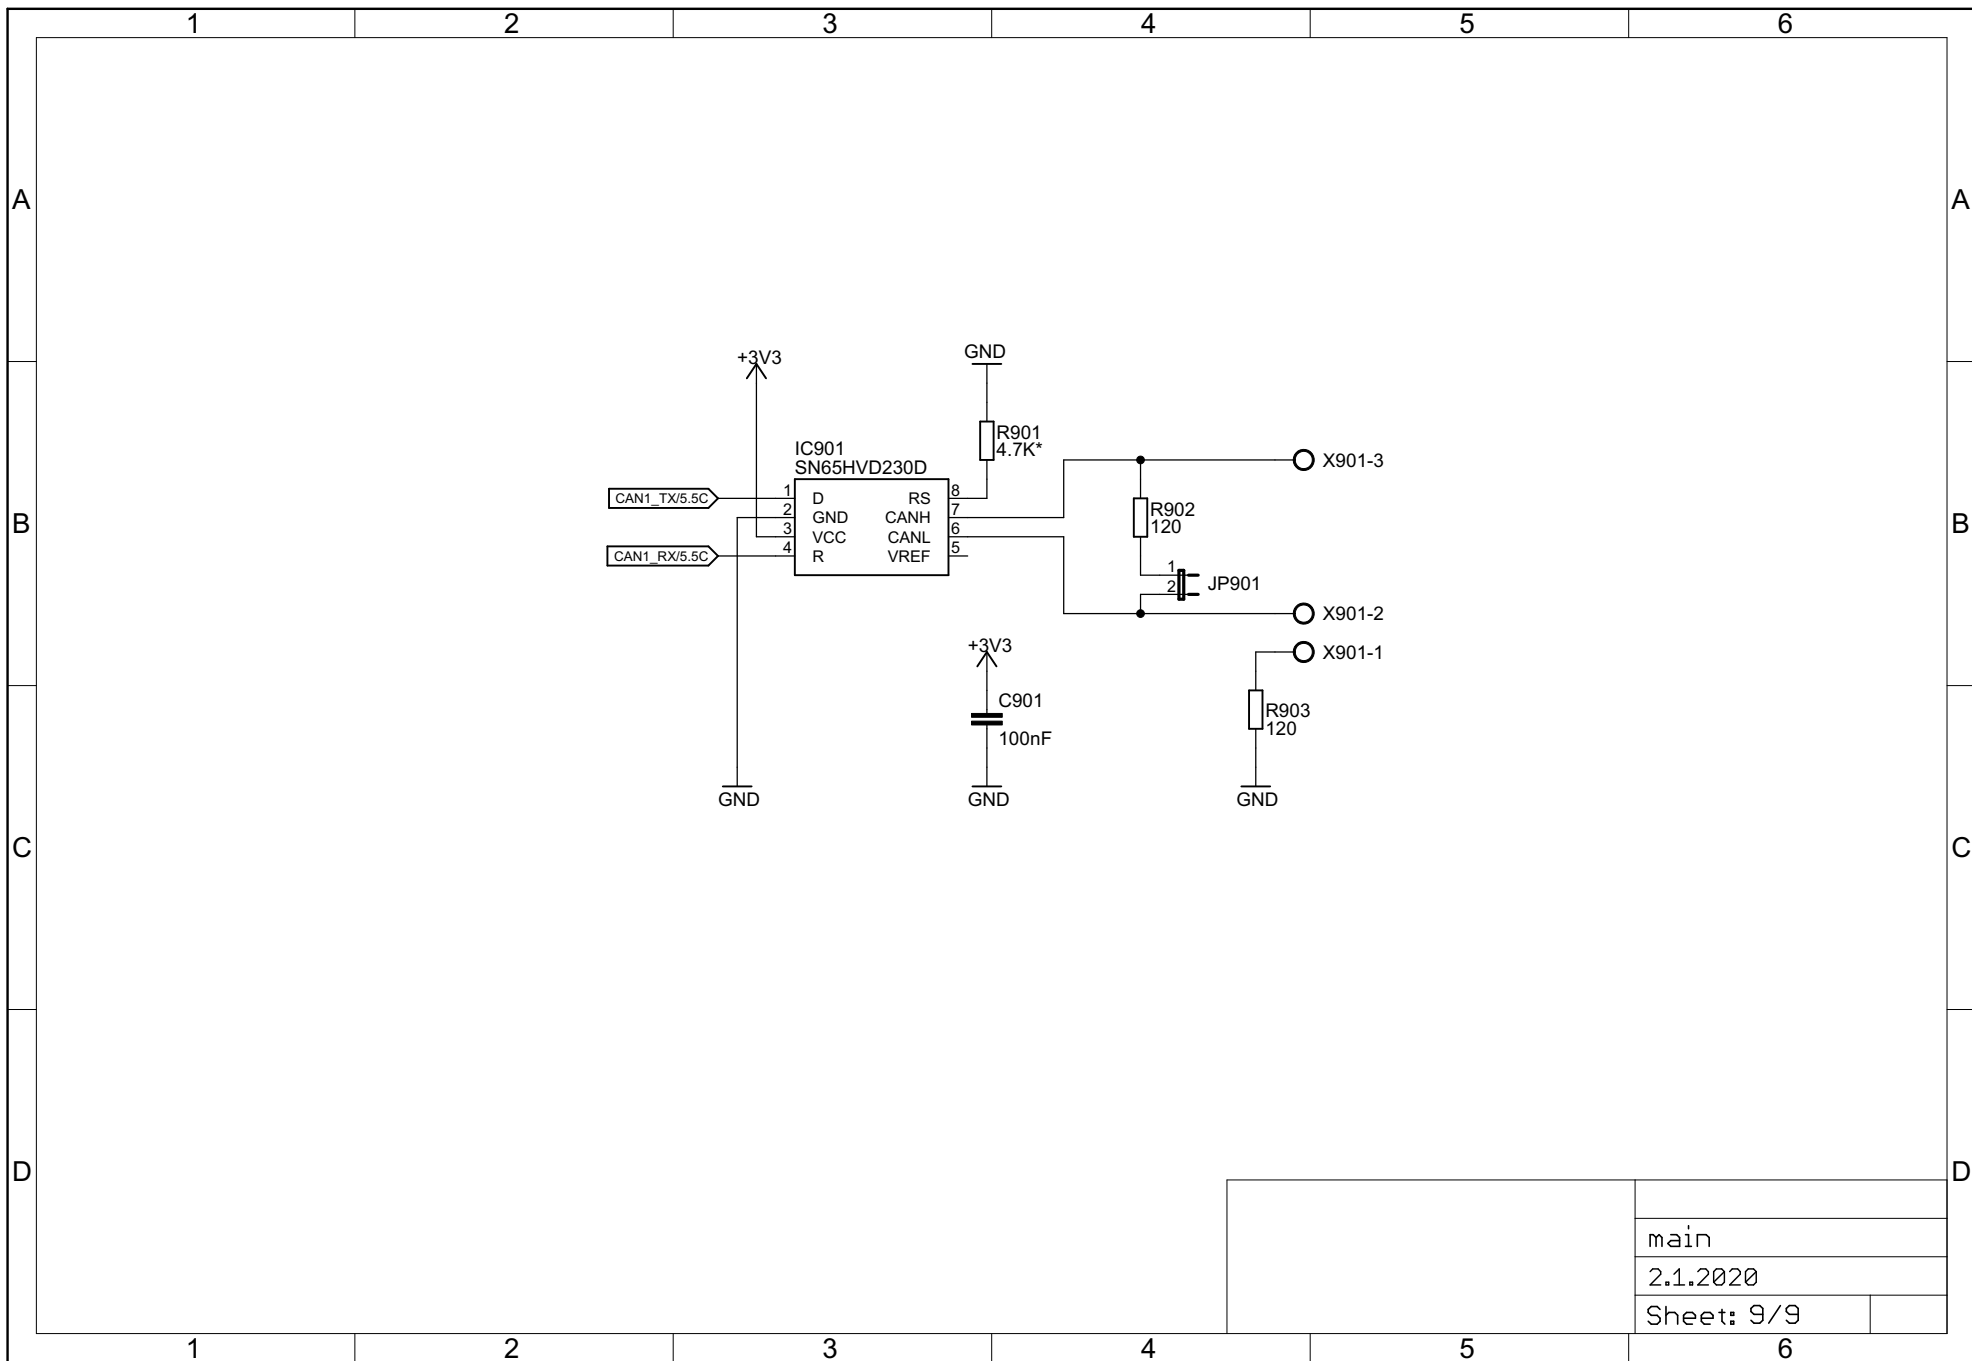 1 2 3 4 5 6
A A
+3V3
GND
R901
4.7K*
IC901
SN65HVD230D
X901-3
CAN1_TX/5.5C
1 D RS 8
2 GND CANH 7
3 VCC CANL 6
4 R VREF 5
CAN1_RX/5.5C
R902
120
B B
1
2
JP901
X901-2
+3V3
X901-1
C901
100nF
R903
120
GND
GND
GND
C C
D D
main
2.1.2020
Sheet: 9/9
1 2 3 4 5 6